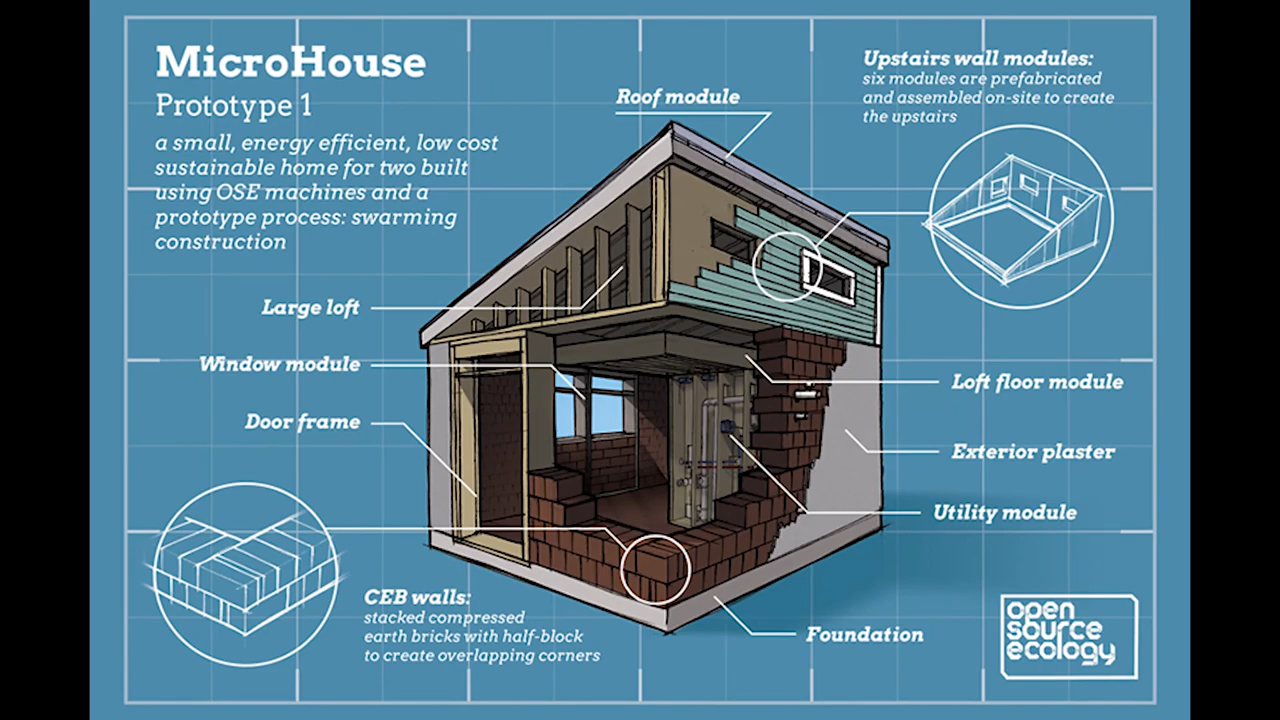 MicroHouse
Prototype 1
a small, energy efficient, low cost
sustainable home for two built
using OSE machines and a
prototype process: swarming
construction
Roof module
Upstairs wall modules:
six modules are prefabricated
and assembled on-site to create
the upstairs
Large loft
Window module
Door frame
Loft floor module
Exterior plaster
Utility module
CEB walls:
stacked compressed
earth bricks with half-block
to create overlapping corners
Foundation
open
source
ecology